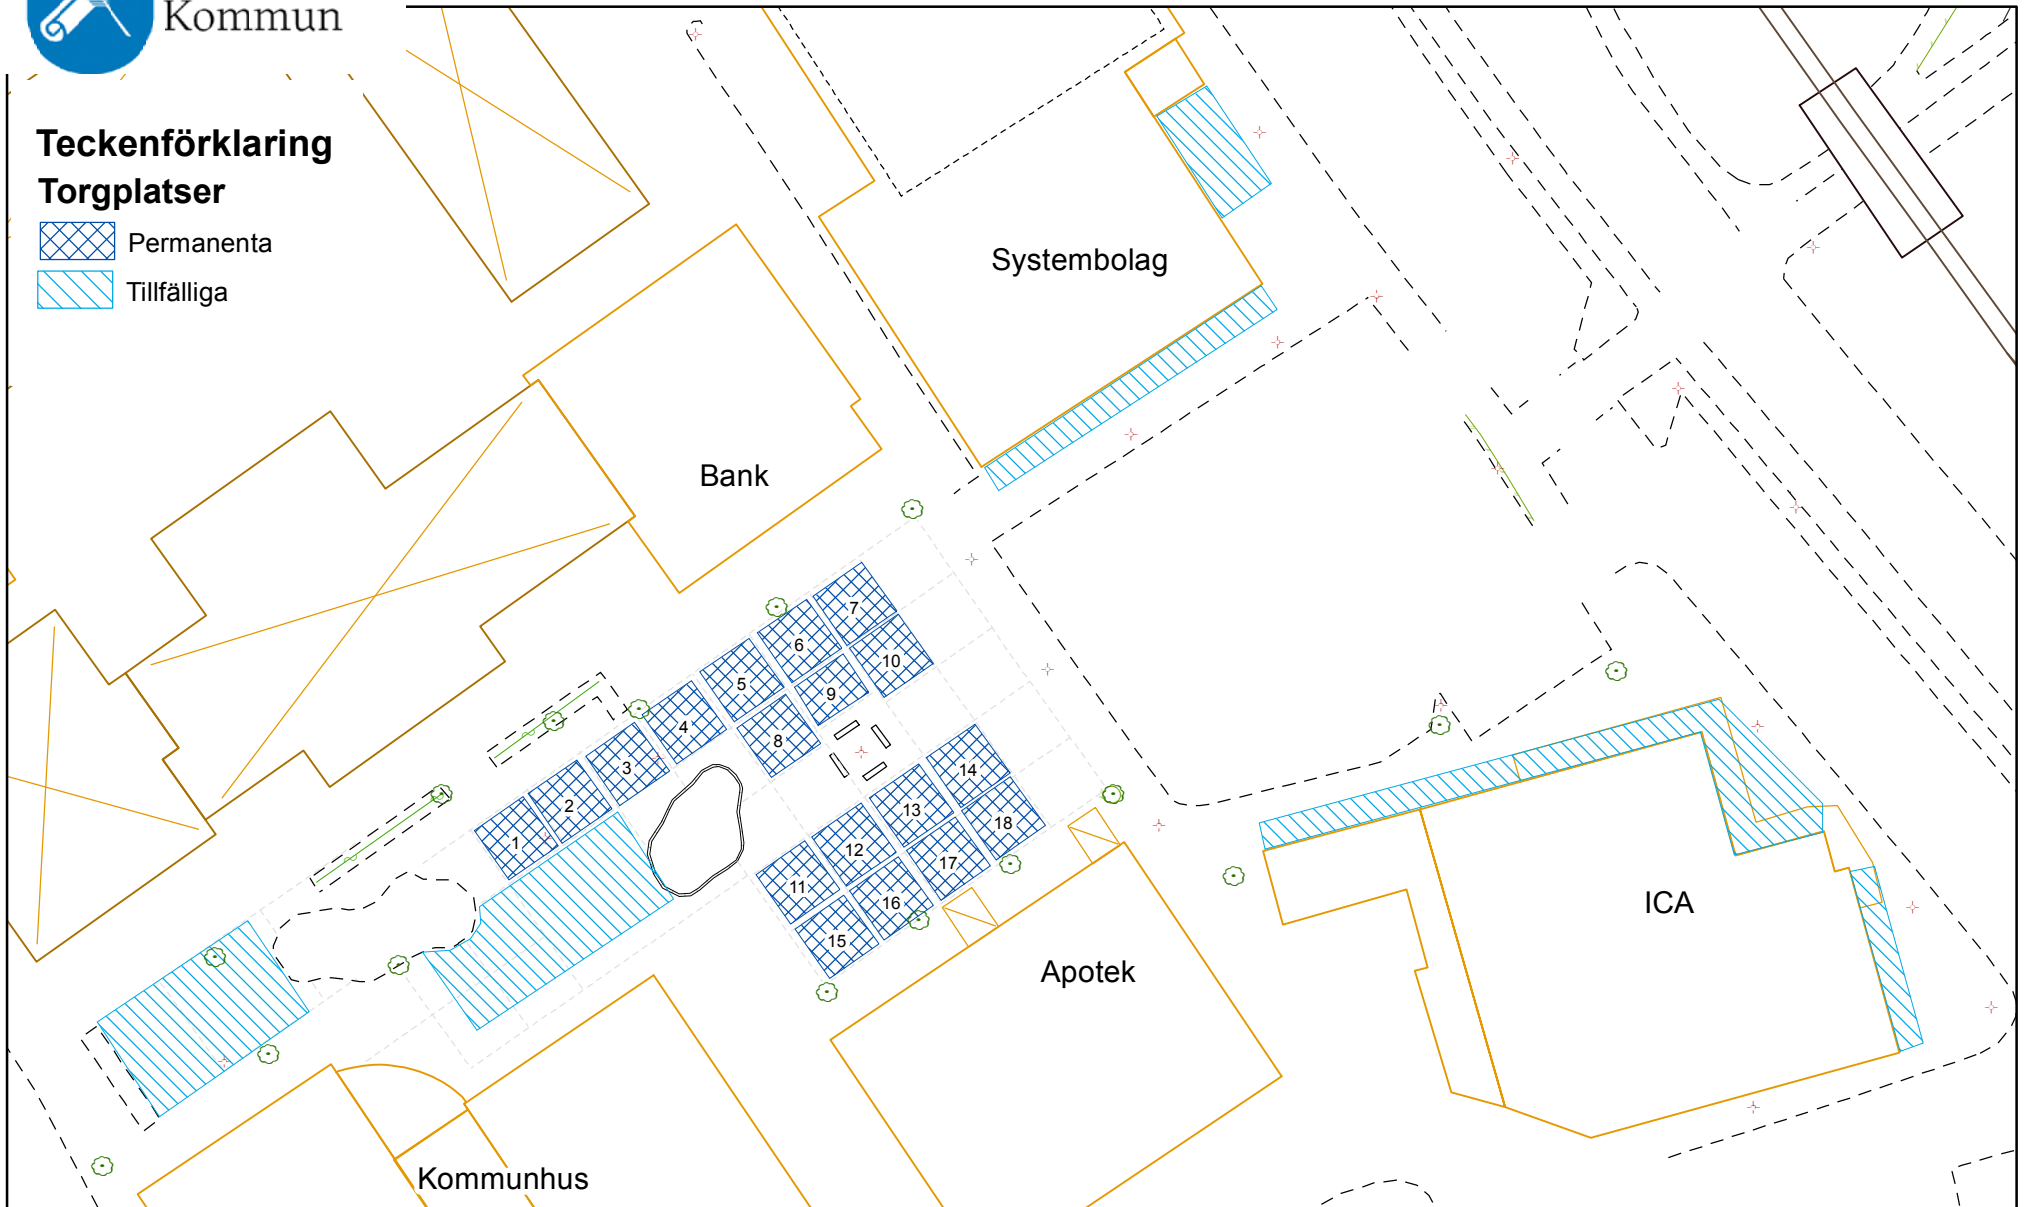 Kommun
Teckenförklaring
Torgplatser
Permanenta
Tillfälliga
Systembolag
Bank
7
6
10
5
9
4
8
3
14
2
13
18
1
12
17
11
16
15
ICA
Apotek
Kommunhus